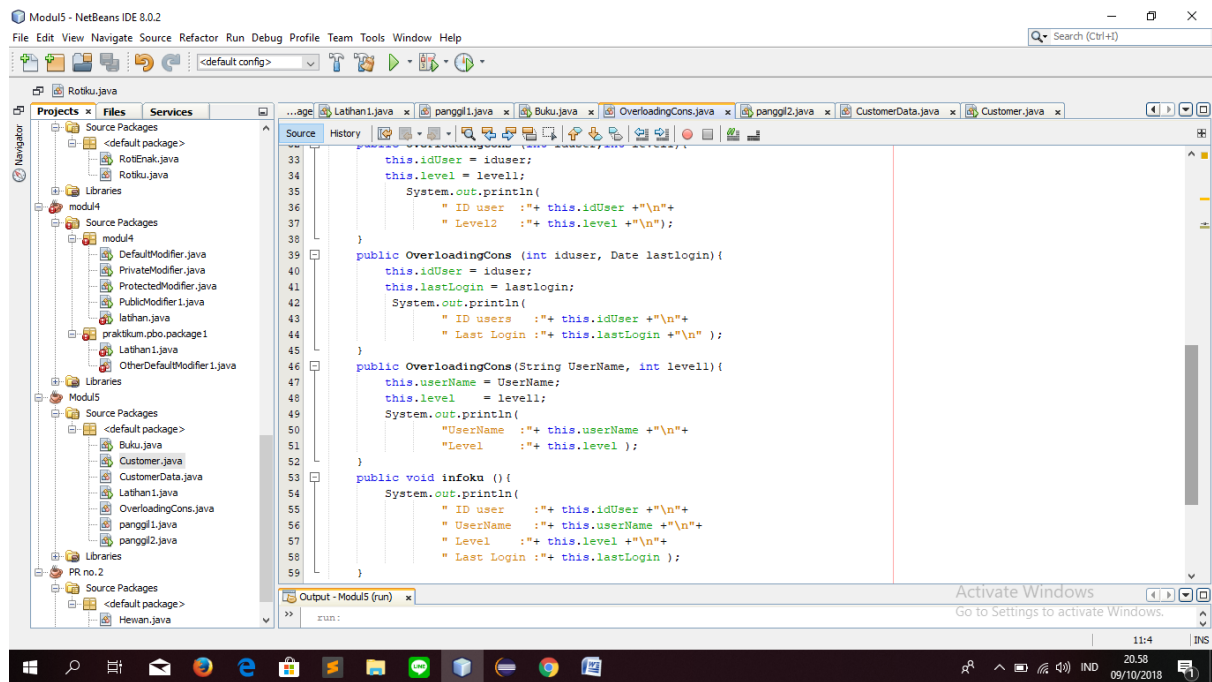 Modul5 - NetBeans IDE 8.0.2
File Edit View Navigate Source Refactor Run Debug Profile Team Tools Window Help
Search (Ctrl+I)
<default config>
Rotiku.java
Projects x Files Services
...age Latihan1.java x panggil1.java x Buku.java x OverloadingCons.java x panggil2.java x CustomerData.java x Customer.java x
Source History
Navigator
Source Packages
<default package>
RotiEnak.java
Rotiku.java
Libraries
modul4
Source Packages
modul4
DefaultModifier.java
PrivateModifier.java
ProtectedModifier.java
PublicModifier1.java
latihan.java
praktikum.pbo.package1
Latihan1.java
OtherDefaultModifier1.java
Libraries
Modul5
Source Packages
<default package>
Buku.java
Customer.java
CustomerData.java
Latihan1.java
OverloadingCons.java
panggil1.java
panggil2.java
Libraries
PR no.2
Source Packages
<default package>
Hewan.java
32 public OverloadingCons (int iduser,int level1){
33 this.idUser = iduser;
34 this.level = level1;
35 System.out.println(
36 " ID user :"+ this.idUser +"\n"+
37 " Level2 :"+ this.level +"\n");
38 }
39 public OverloadingCons (int iduser, Date lastlogin){
40 this.idUser = iduser;
41 this.lastLogin = lastlogin;
42 System.out.println(
43 " ID users :"+ this.idUser +"\n"+
44 " Last Login :"+ this.lastLogin +"\n" );
45 }
46 public OverloadingCons(String UserName, int level1){
47 this.userName = UserName;
48 this.level = level1;
49 System.out.println(
50 "UserName :"+ this.userName +"\n"+
51 "Level :"+ this.level );
52 }
53 public void infoku (){
54 System.out.println(
55 " ID user :"+ this.idUser +"\n"+
56 " UserName :"+ this.userName +"\n"+
57 " Level :"+ this.level +"\n"+
58 " Last Login :"+ this.lastLogin );
59 }
Output - Modul5 (run) x
run:
Activate Windows
Go to Settings to activate Windows.
11:4 INS
IND
20.58
09/10/2018
1